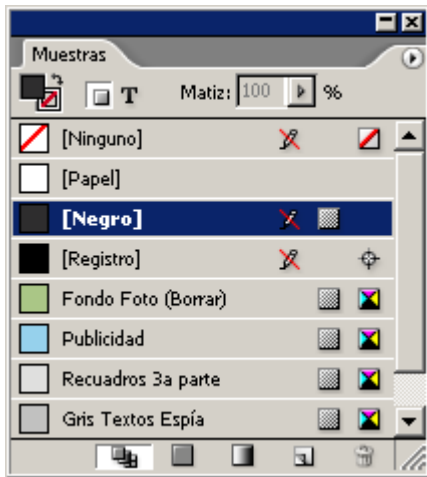 Muestras
T Matiz: 100 %
[Ninguno]
[Papel]
[Negro]
[Registro]
Fondo Foto (Borrar)
Publicidad
Recuadros 3a parte
Gris Textos Espía